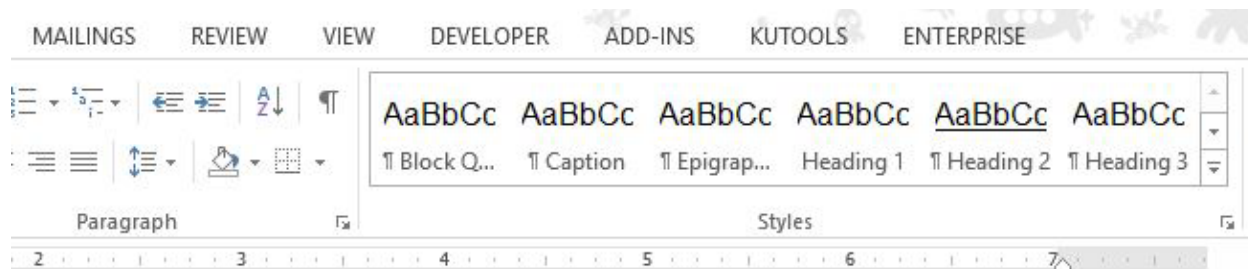 MAILINGS REVIEW VIEW DEVELOPER ADD-INS KUTOOLS ENTERPRISE
AaBbCc AaBbCc AaBbCc AaBbCc AaBbCc AaBbCc
¶ Block Q... ¶ Caption ¶ Epigrap... Heading 1 ¶ Heading 2 ¶ Heading 3
Paragraph Styles
2 3 4 5 6 7